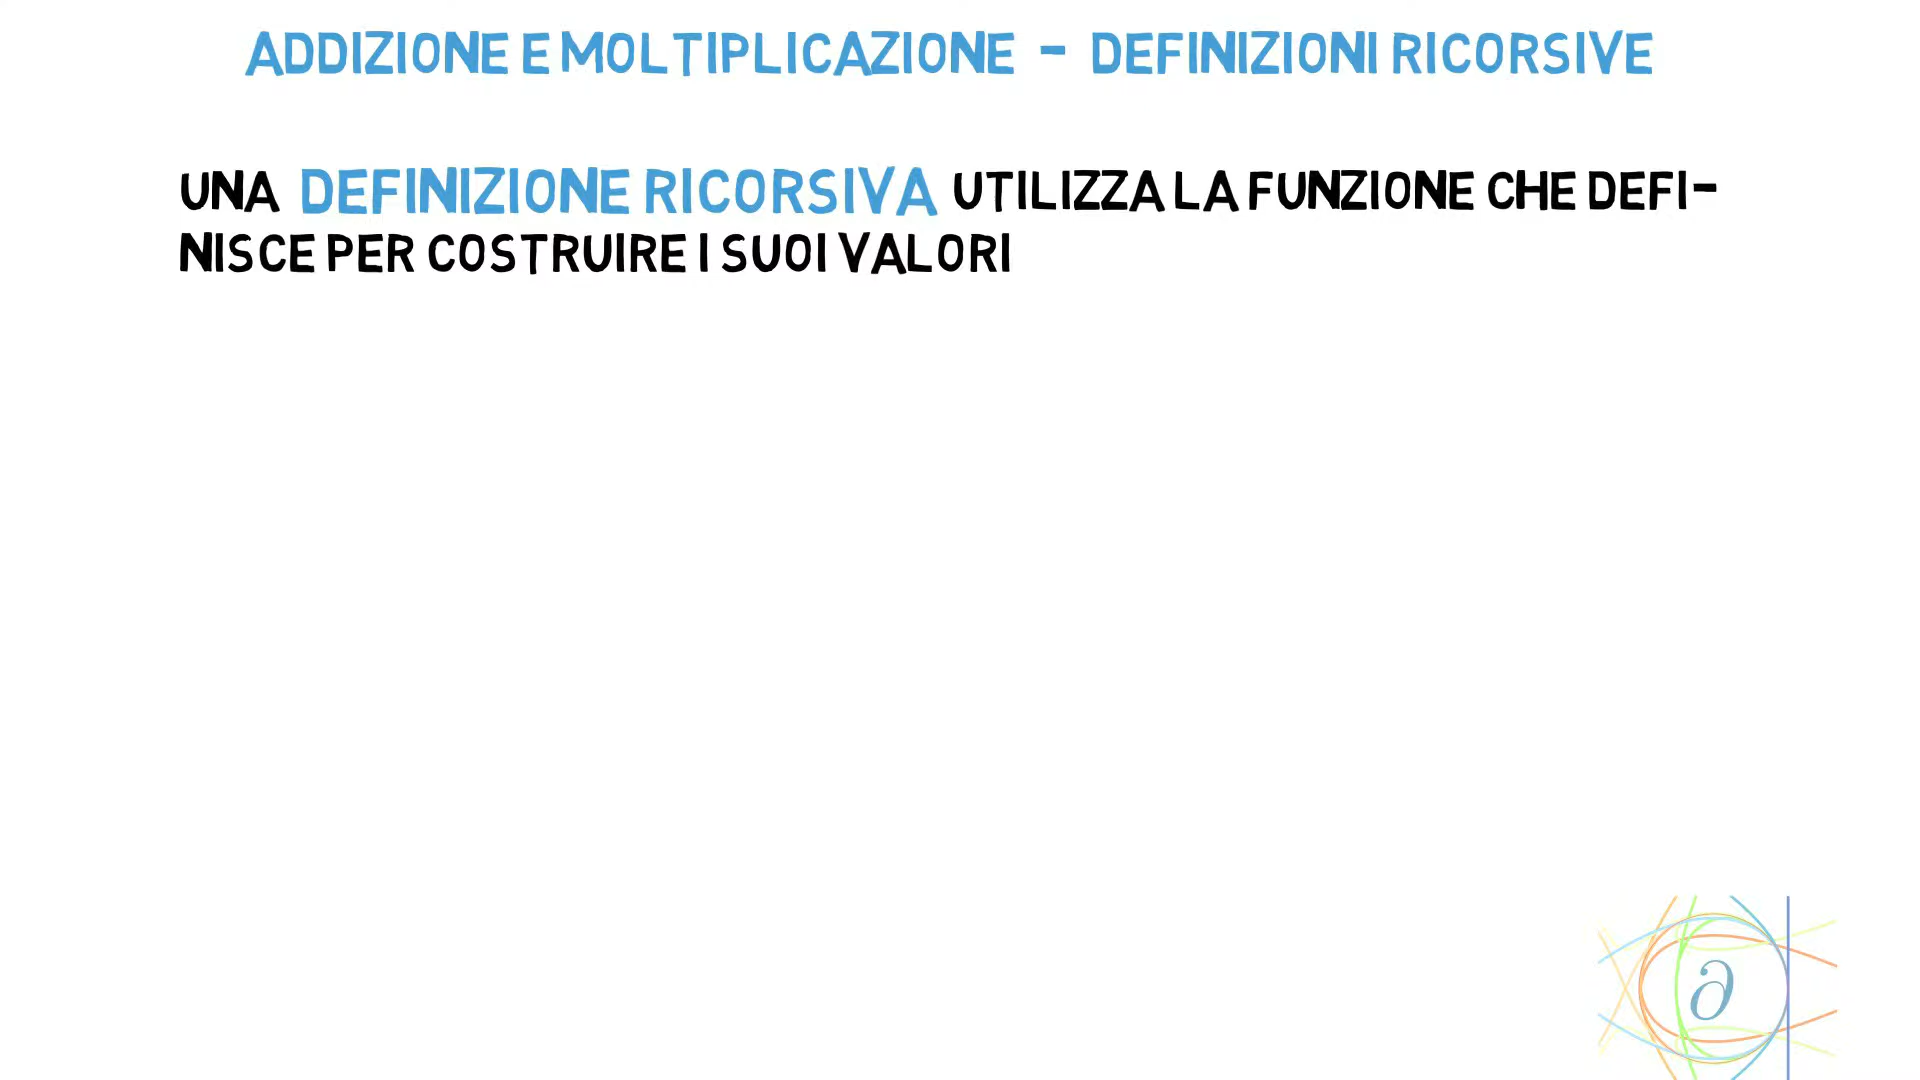 ADDIZIONE E MOLTIPLICAZIONE - DEFINIZIONI RICORSIVE
UNA DEFINIZIONE RICORSIVA UTILIZZA LA FUNZIONE CHE DEFI-
NISCE PER COSTRUIRE I SUOI VALORI
∂